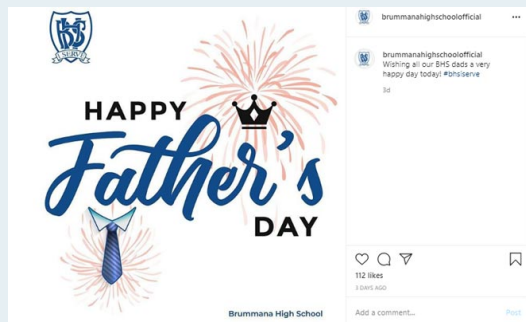 BHS
I SERVE
HAPPY
Father's
DAY
Brummana High School
brummanahighschoolofficial
brummanahighschoolofficial
Wishing all our BHS dads a very
happy day today! #bhsiserve
3d
112 likes
3 DAYS AGO
Add a comment...
Post